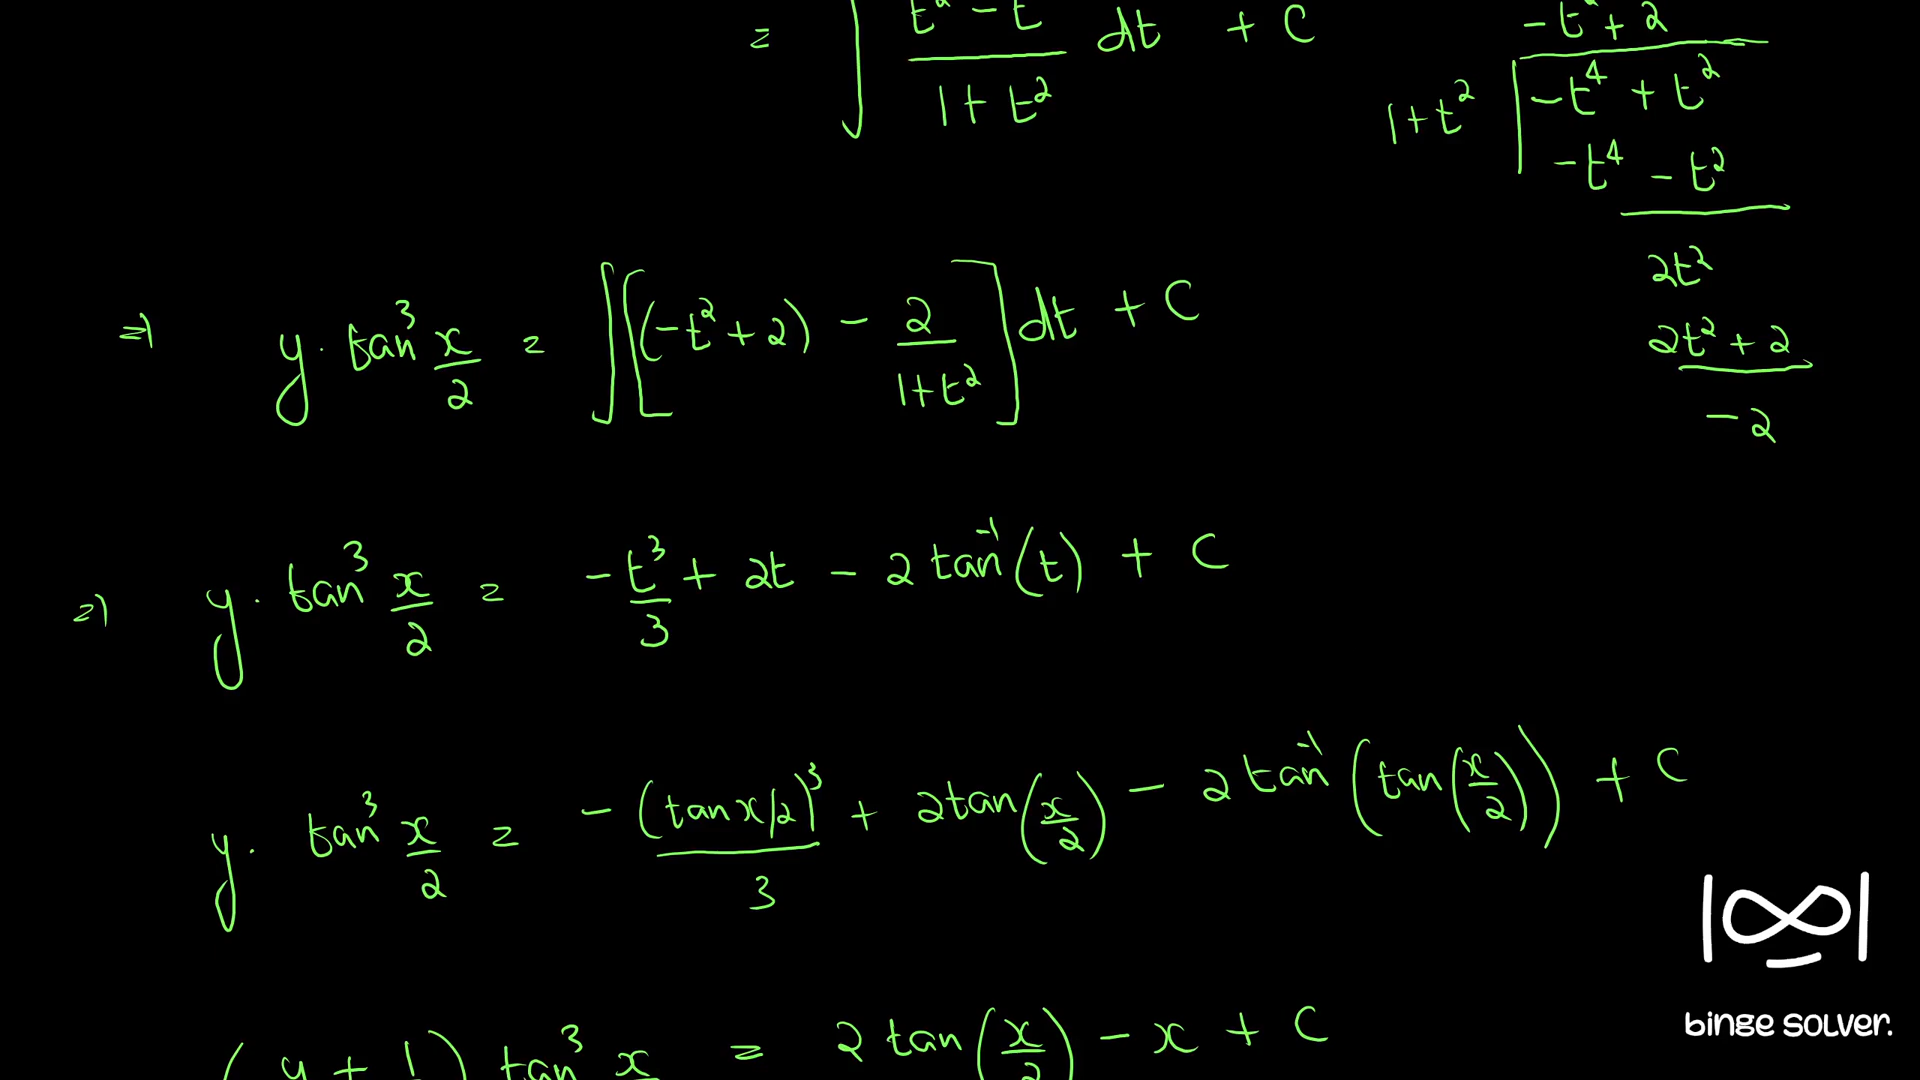 = ∫ (t² - t)/(1 + t²) dt + C
-t² + 2
1+t² | -t⁴ + t²
-t⁴ - t²
2t²
2t² + 2
-2
=) y · tan³ x/2 = ∫[(-t² + 2) - 2/(1+t²)] dt + C
=) y · tan³ x/2 = -t³/3 + 2t - 2 tan⁻¹(t) + C
y · tan³ x/2 = -(tan x/2)³/3 + 2tan(x/2) - 2 tan⁻¹(tan(x/2)) + C
(y + 1 ) tan³ x = 2 tan(x/2) - x + C
binge solver.